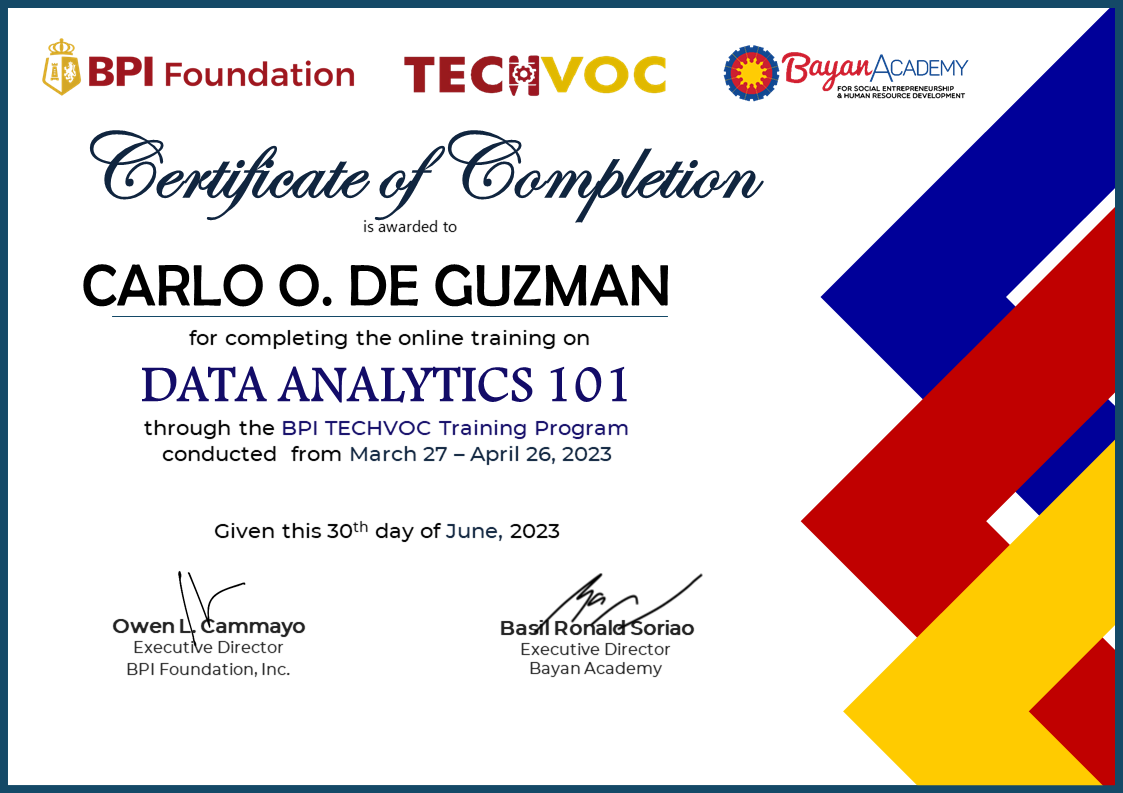 BPI Foundation
TECHVOC
Bayan ACADEMY
FOR SOCIAL ENTREPRENEURSHIP
& HUMAN RESOURCE DEVELOPMENT
Certificate of Completion
is awarded to
CARLO O. DE GUZMAN
for completing the online training on
DATA ANALYTICS 101
through the BPI TECHVOC Training Program
conducted from March 27 – April 26, 2023
Given this 30th day of June, 2023
Owen L. Cammayo
Executive Director
BPI Foundation, Inc.
Basil Ronald Soriao
Executive Director
Bayan Academy